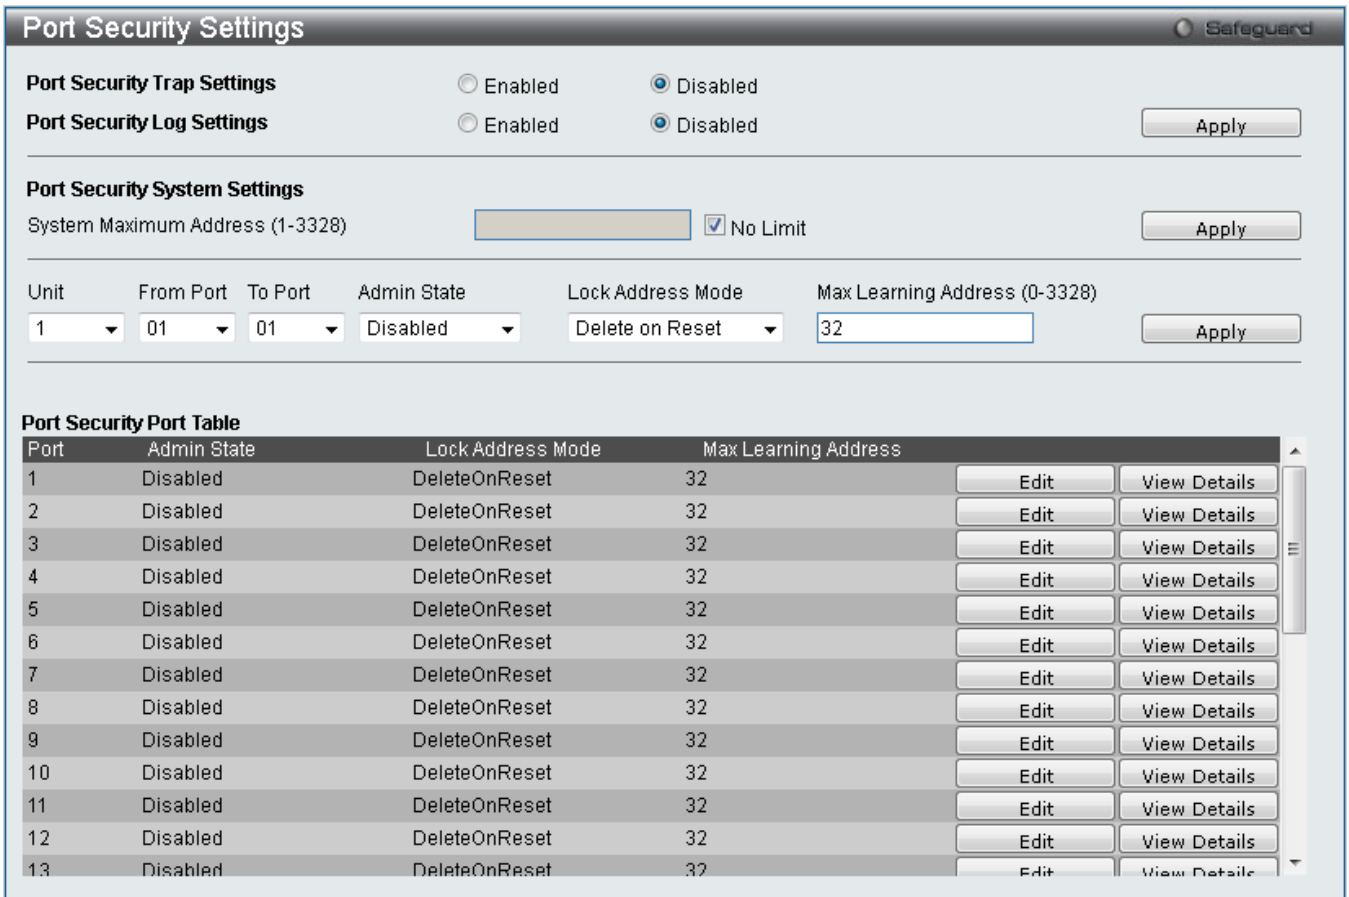 Port Security Settings
Safeguard
Port Security Trap Settings Enabled Disabled
Port Security Log Settings Enabled Disabled Apply
Port Security System Settings
System Maximum Address (1-3328) No Limit Apply
Unit From Port To Port Admin State Lock Address Mode Max Learning Address (0-3328)
1 01 01 Disabled Delete on Reset 32 Apply
Port Security Port Table
Port Admin State Lock Address Mode Max Learning Address
1 Disabled DeleteOnReset 32 Edit View Details
2 Disabled DeleteOnReset 32 Edit View Details
3 Disabled DeleteOnReset 32 Edit View Details
4 Disabled DeleteOnReset 32 Edit View Details
5 Disabled DeleteOnReset 32 Edit View Details
6 Disabled DeleteOnReset 32 Edit View Details
7 Disabled DeleteOnReset 32 Edit View Details
8 Disabled DeleteOnReset 32 Edit View Details
9 Disabled DeleteOnReset 32 Edit View Details
10 Disabled DeleteOnReset 32 Edit View Details
11 Disabled DeleteOnReset 32 Edit View Details
12 Disabled DeleteOnReset 32 Edit View Details
13 Disabled DeleteOnReset 32 Edit View Details